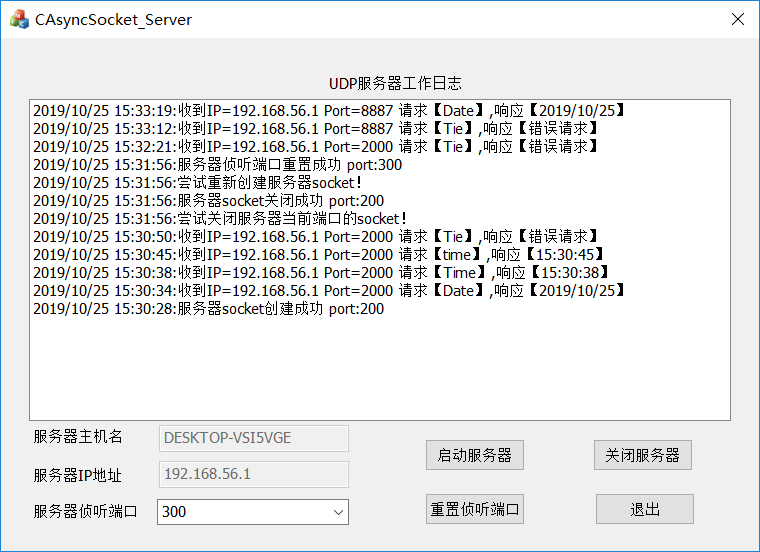 CAsyncSocket_Server
UDP服务器工作日志
2019/10/25 15:33:19:收到IP=192.168.56.1 Port=8887 请求【Date】,响应【2019/10/25】
2019/10/25 15:33:12:收到IP=192.168.56.1 Port=8887 请求【Tie】,响应【错误请求】
2019/10/25 15:32:21:收到IP=192.168.56.1 Port=2000 请求【Tie】,响应【错误请求】
2019/10/25 15:31:56:服务器侦听端口重置成功 port:300
2019/10/25 15:31:56:尝试重新创建服务器socket!
2019/10/25 15:31:56:服务器socket关闭成功 port:200
2019/10/25 15:31:56:尝试关闭服务器当前端口的socket!
2019/10/25 15:30:50:收到IP=192.168.56.1 Port=2000 请求【Tie】,响应【错误请求】
2019/10/25 15:30:45:收到IP=192.168.56.1 Port=2000 请求【time】,响应【15:30:45】
2019/10/25 15:30:38:收到IP=192.168.56.1 Port=2000 请求【Time】,响应【15:30:38】
2019/10/25 15:30:34:收到IP=192.168.56.1 Port=2000 请求【Date】,响应【2019/10/25】
2019/10/25 15:30:28:服务器socket创建成功 port:200
服务器主机名 DESKTOP-VSI5VGE
启动服务器 关闭服务器
服务器IP地址 192.168.56.1
服务器侦听端口 300 重置侦听端口 退出